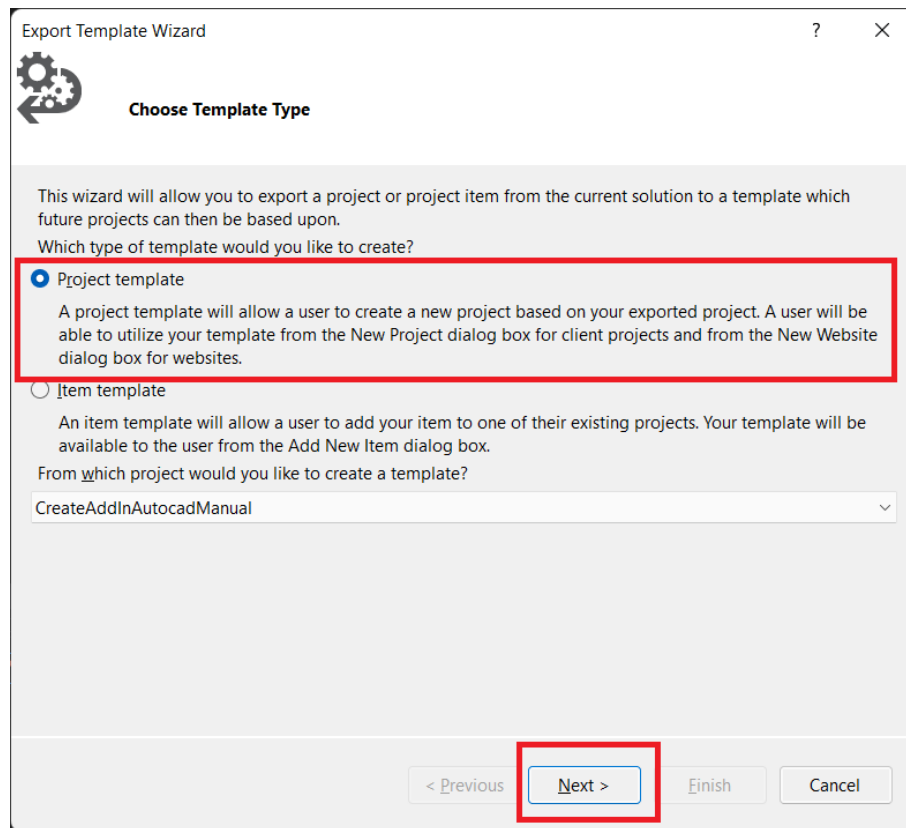 Export Template Wizard ?
Choose Template Type
This wizard will allow you to export a project or project item from the current solution to a template which
future projects can then be based upon.
Which type of template would you like to create?
Project template
A project template will allow a user to create a new project based on your exported project. A user will be
able to utilize your template from the New Project dialog box for client projects and from the New Website
dialog box for websites.
Item template
An item template will allow a user to add your item to one of their existing projects. Your template will be
available to the user from the Add New Item dialog box.
From which project would you like to create a template?
CreateAddInAutocadManual
< Previous Next > Finish Cancel